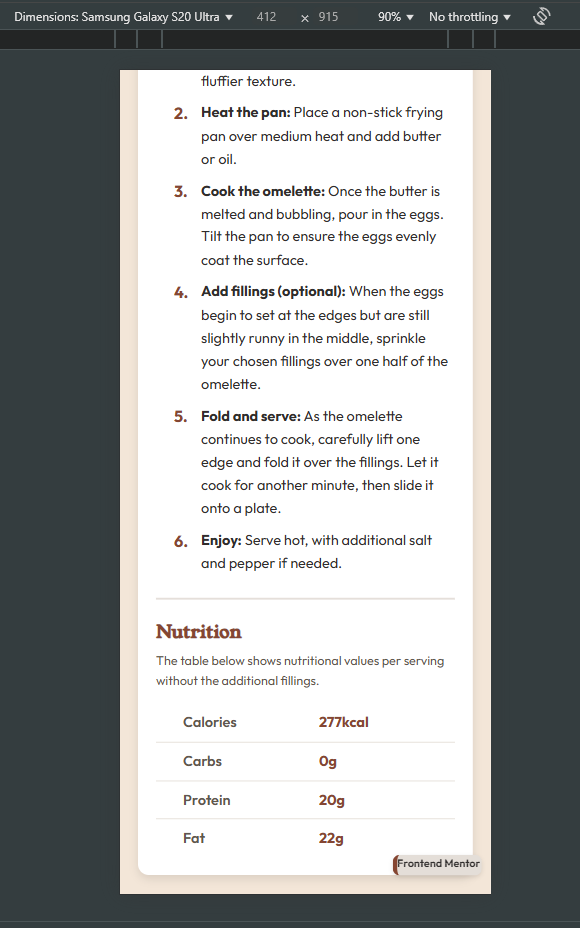 Dimensions: Samsung Galaxy S20 Ultra ▼ 412 × 915 90% ▼ No throttling ▼
fluffier texture.
2. Heat the pan: Place a non-stick frying
pan over medium heat and add butter
or oil.
3. Cook the omelette: Once the butter is
melted and bubbling, pour in the eggs.
Tilt the pan to ensure the eggs evenly
coat the surface.
4. Add fillings (optional): When the eggs
begin to set at the edges but are still
slightly runny in the middle, sprinkle
your chosen fillings over one half of the
omelette.
5. Fold and serve: As the omelette
continues to cook, carefully lift one
edge and fold it over the fillings. Let it
cook for another minute, then slide it
onto a plate.
6. Enjoy: Serve hot, with additional salt
and pepper if needed.
Nutrition
The table below shows nutritional values per serving
without the additional fillings.
Calories 277kcal
Carbs 0g
Protein 20g
Fat 22g
Frontend Mentor